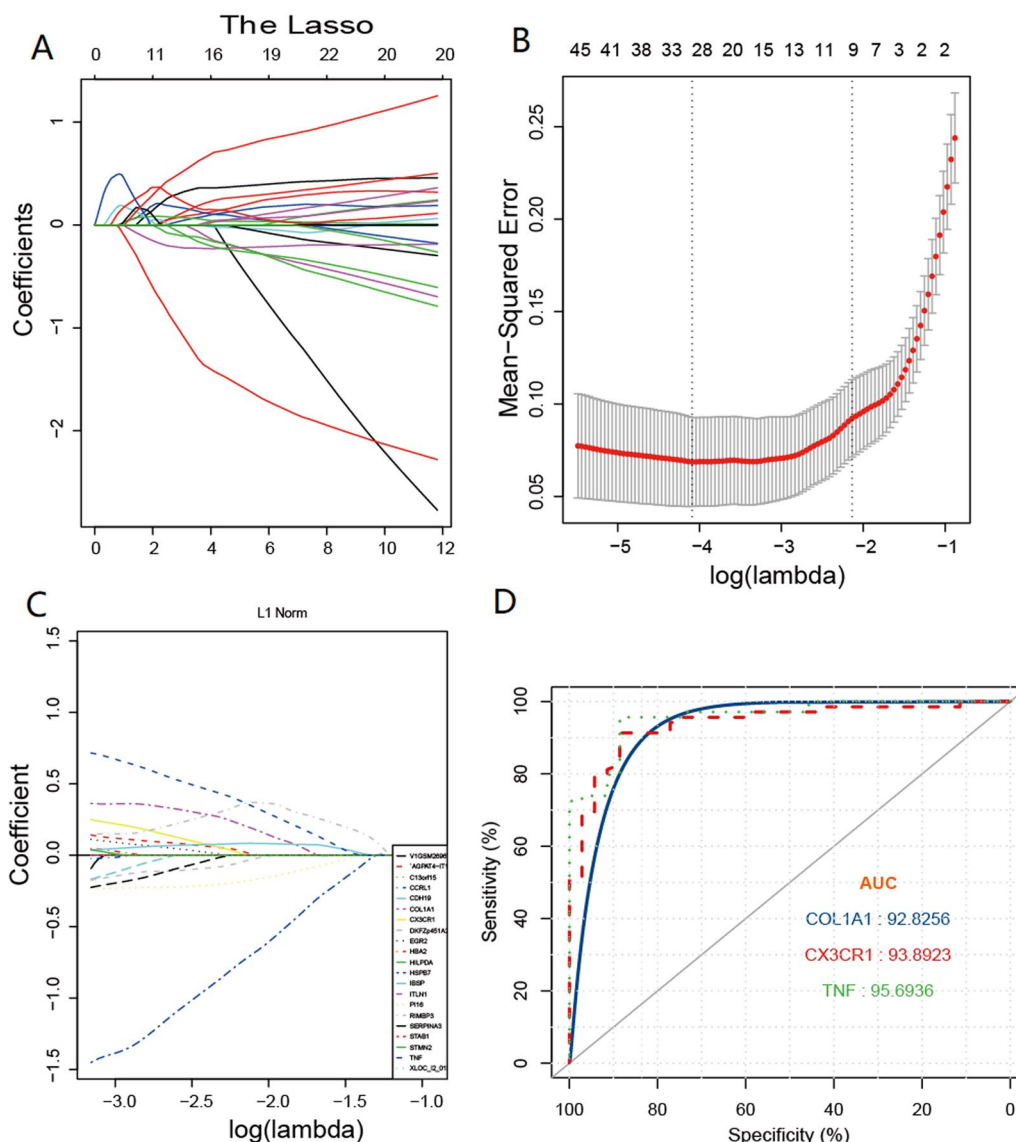 A
The Lasso
0 11 16 19 22 20 20
Coefficients
1
0
-1
-2
0 2 4 6 8 10 12
B
45 41 38 33 28 20 15 13 11 9 7 3 2 2
Mean-Squared Error
0.25
0.20
0.15
0.10
0.05
-5 -4 -3 -2 -1
log(lambda)
C
L1 Norm
Coefficient
1.5
1.0
0.5
0.0
-0.5
-1.0
-1.5
V1GSM2696
'AGPAT4-IT1
C13orf15
CCRL1
CDH19
COL1A1
CX3CR1
DKFZp451A2
EGR2
HBA2
HILPDA
HSPB7
IBSP
ITLN1
PI16
RIMBP3
SERPINA3
STAB1
STMN2
TNF
XLOC_l2_01
-3.0 -2.5 -2.0 -1.5 -1.0
log(lambda)
D
Sensitivity (%)
100
80
60
40
20
0
AUC
COL1A1 : 92.8256
CX3CR1 : 93.8923
TNF : 95.6936
100 80 60 40 20 0
Specificity (%)